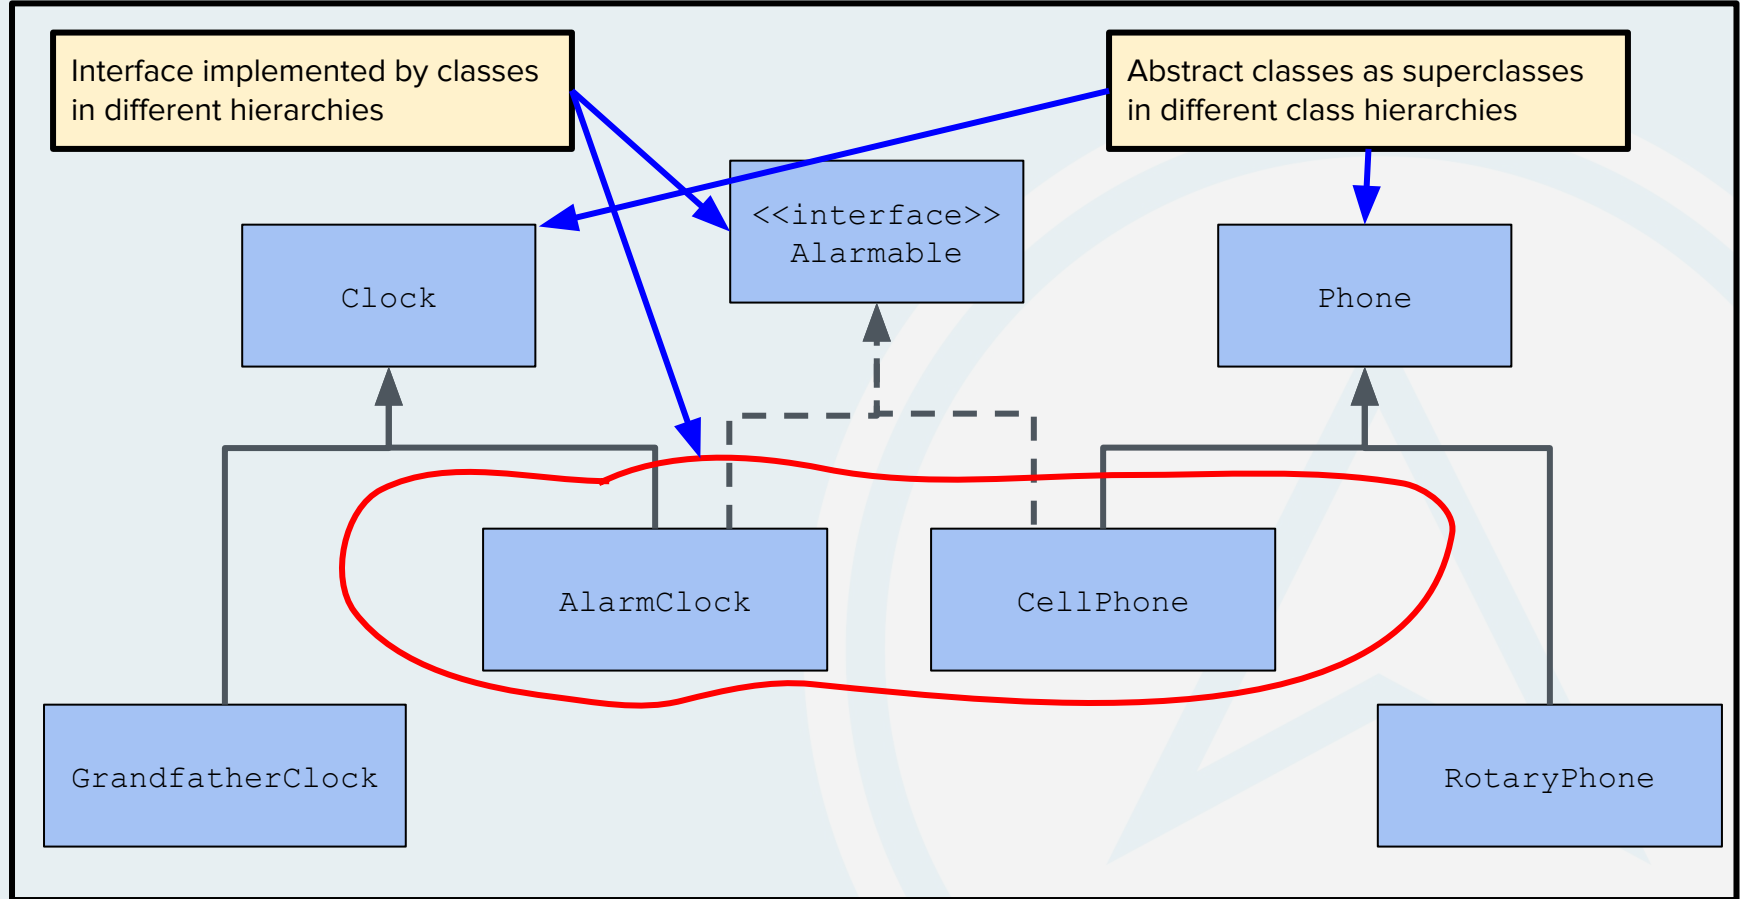 Interface implemented by classes
in different hierarchies
Abstract classes as superclasses
in different class hierarchies
<<interface>>
Alarmable
Clock
Phone
AlarmClock
CellPhone
GrandfatherClock
RotaryPhone